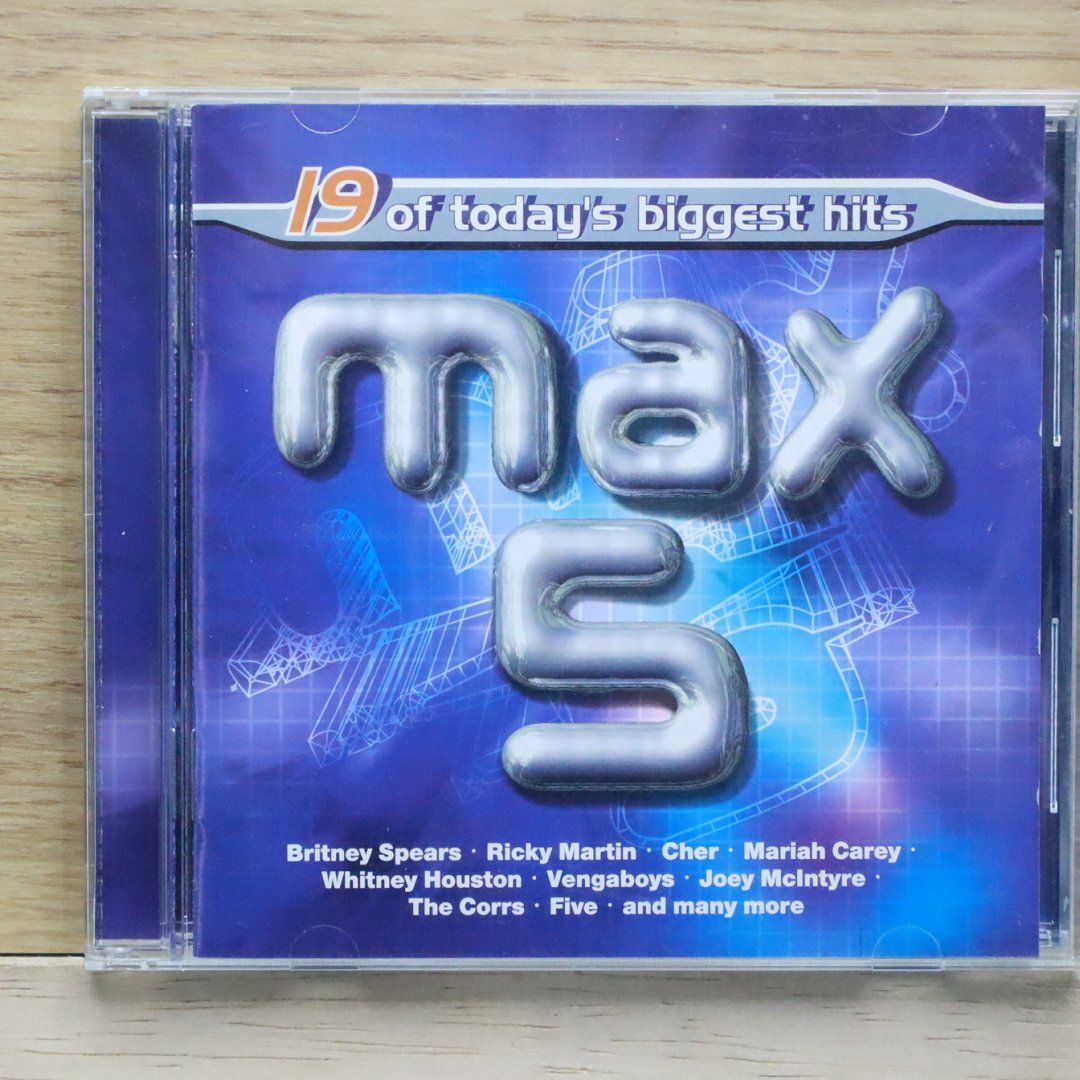 19 of today's biggest hits
max
5
Britney Spears · Ricky Martin · Cher · Mariah Carey ·
Whitney Houston · Vengaboys · Joey McIntyre ·
The Corrs · Five · and many more